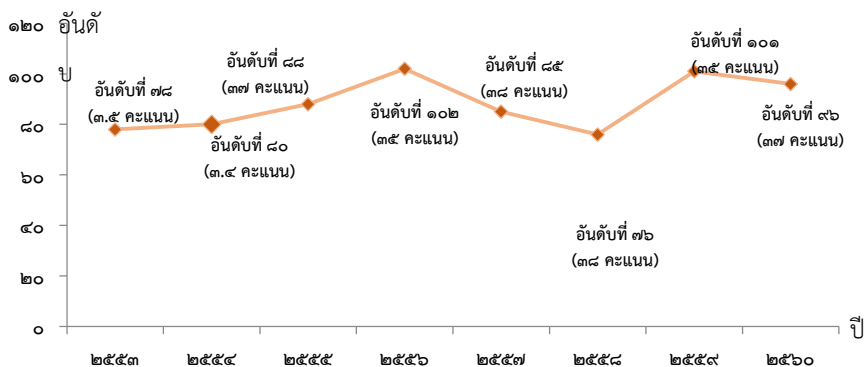 อันดั
บ
๑๒๐
๑๐๐
๘๐
๖๐
๔๐
๒๐
๐
อันดับที่ ๗๘
(๓.๕ คะแนน)
อันดับที่ ๘๐
(๓.๔ คะแนน)
อันดับที่ ๘๘
(๓๗ คะแนน)
อันดับที่ ๑๐๒
(๓๕ คะแนน)
อันดับที่ ๘๕
(๓๘ คะแนน)
อันดับที่ ๗๖
(๓๘ คะแนน)
อันดับที่ ๑๐๑
(๓๕ คะแนน)
อันดับที่ ๙๖
(๓๗ คะแนน)
๒๕๕๓
๒๕๕๔
๒๕๕๕
๒๕๕๖
๒๕๕๗
๒๕๕๘
๒๕๕๙
๒๕๖๐
ปี